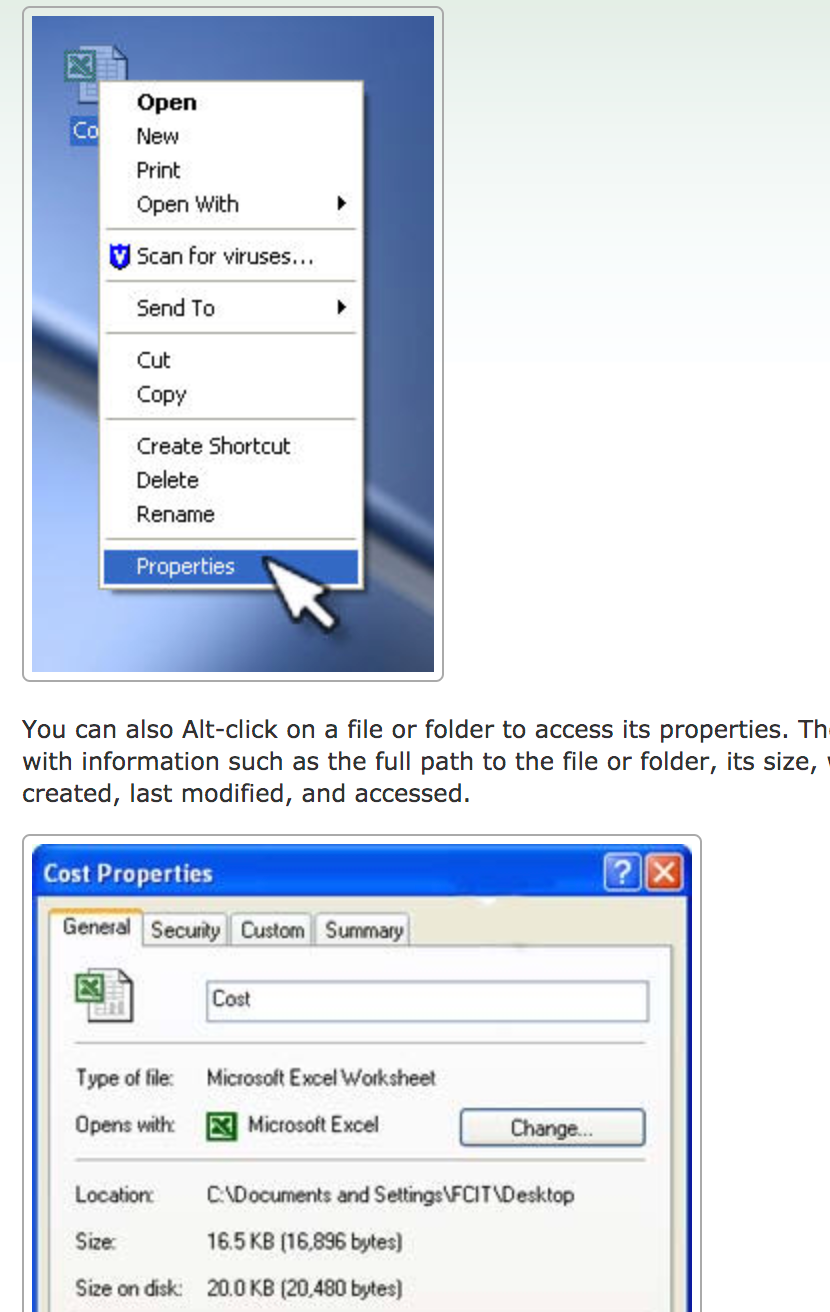 Co
Open
New
Print
Open With
Scan for viruses...
Send To
Cut
Copy
Create Shortcut
Delete
Rename
Properties
You can also Alt-click on a file or folder to access its properties.
with information such as the full path to the file or folder, its size,
created, last modified, and accessed.
Cost Properties
General Security Custom Summary
Cost
Type of file: Microsoft Excel Worksheet
Opens with: Microsoft Excel Change...
Location: C:\Documents and Settings\FCIT\Desktop
Size: 16.5 KB (16,896 bytes)
Size on disk: 20.0 KB (20,480 bytes)